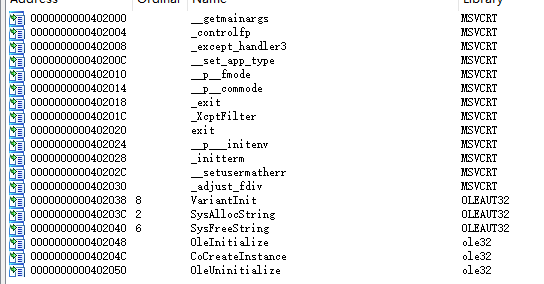 Address Ordinal Name Library
0000000000402000 __getmainargs MSVCRT
0000000000402004 _controlfp MSVCRT
0000000000402008 _except_handler3 MSVCRT
000000000040200C __set_app_type MSVCRT
0000000000402010 __p__fmode MSVCRT
0000000000402014 __p__commode MSVCRT
0000000000402018 _exit MSVCRT
000000000040201C _XcptFilter MSVCRT
0000000000402020 exit MSVCRT
0000000000402024 __p___initenv MSVCRT
0000000000402028 _initterm MSVCRT
000000000040202C __setusermatherr MSVCRT
0000000000402030 _adjust_fdiv MSVCRT
0000000000402038 8 VariantInit OLEAUT32
000000000040203C 2 SysAllocString OLEAUT32
0000000000402040 6 SysFreeString OLEAUT32
0000000000402048 OleInitialize ole32
000000000040204C CoCreateInstance ole32
0000000000402050 OleUninitialize ole32